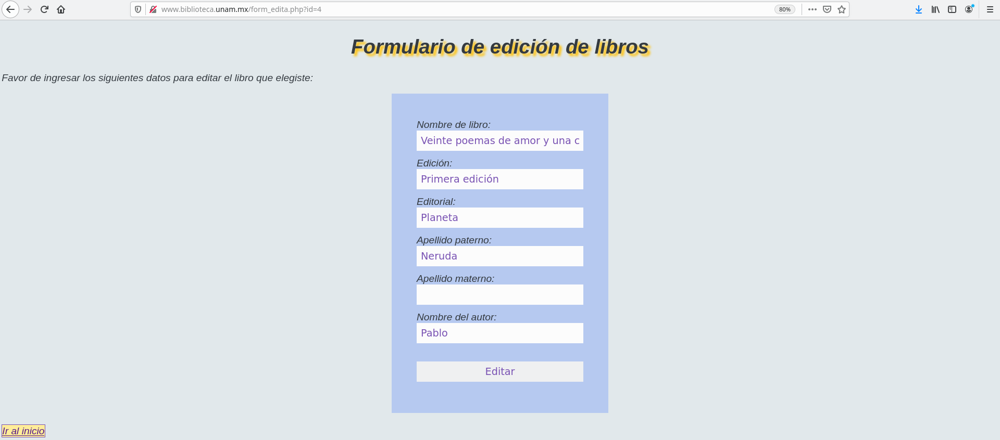 www.biblioteca.unam.mx/form_edita.php?id=4
80%
Formulario de edición de libros
Favor de ingresar los siguientes datos para editar el libro que elegiste:
Nombre de libro:
Veinte poemas de amor y una c
Edición:
Primera edición
Editorial:
Planeta
Apellido paterno:
Neruda
Apellido materno:
Nombre del autor:
Pablo
Editar
Ir al inicio